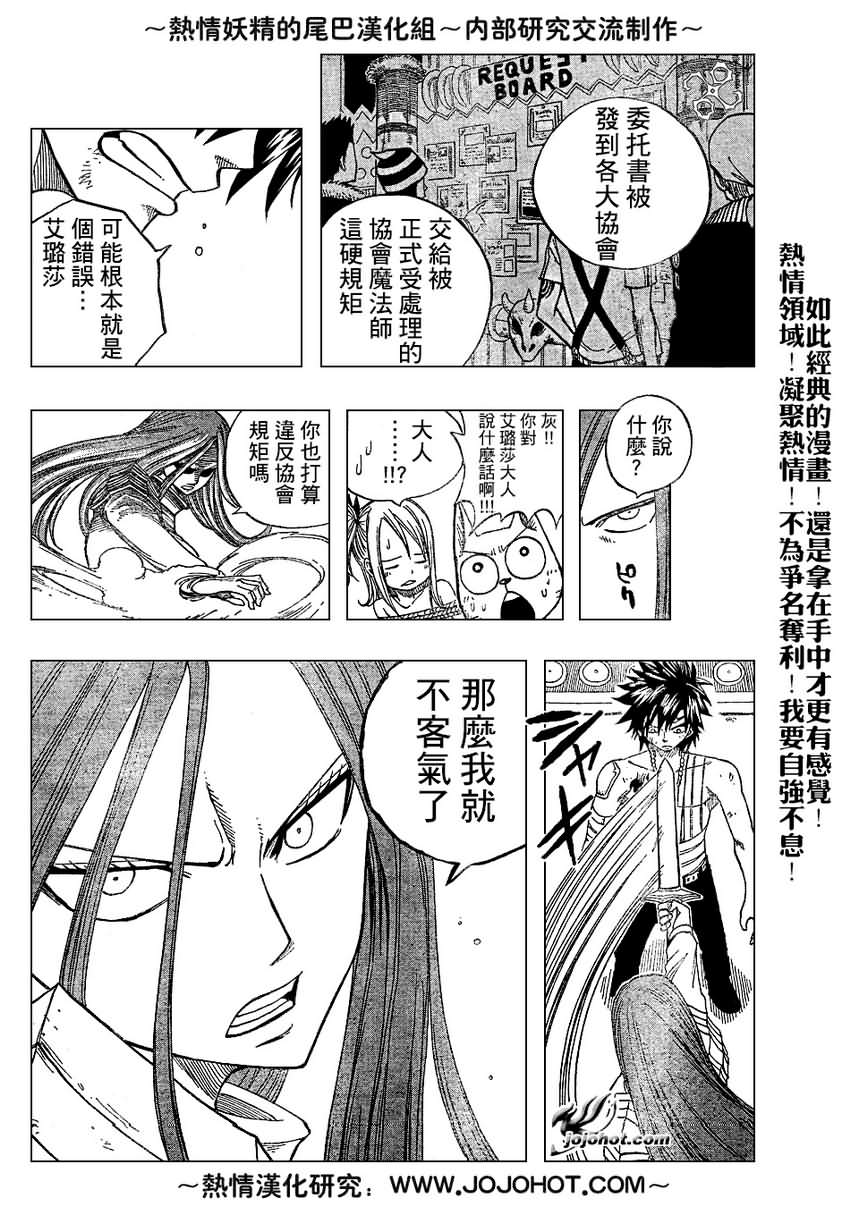 ～熱情妖精的尾巴漢化組～内部研究交流制作～
REQUEST
BOARD
委托書被
發到各大協會
交給被
正式受處理的
協會魔法師
這硬規矩
可能根本就是
個錯誤…
艾璐莎
你說
什麼?
ピク
灰!!
你對
艾璐莎大人
說什麼話啊!!!
大人
……
!!?
你也打算
違反協會
規矩嗎
那麼我就
不客氣了
如此經典的漫畫！還是拿在手中才更有感覺！
熱情領域！凝聚熱情！不為爭名奪利！我要自強不息！
jojohot.com
～熱情漢化研究：WWW.JOJOHOT.COM～